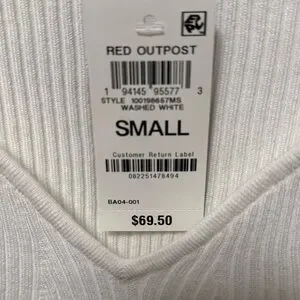 RED OUTPOST
1 94145 95577 3
STYLE 100198657MS
WASHED WHITE
SMALL
Customer Return Label
082251478494
BA04-001
$69.50